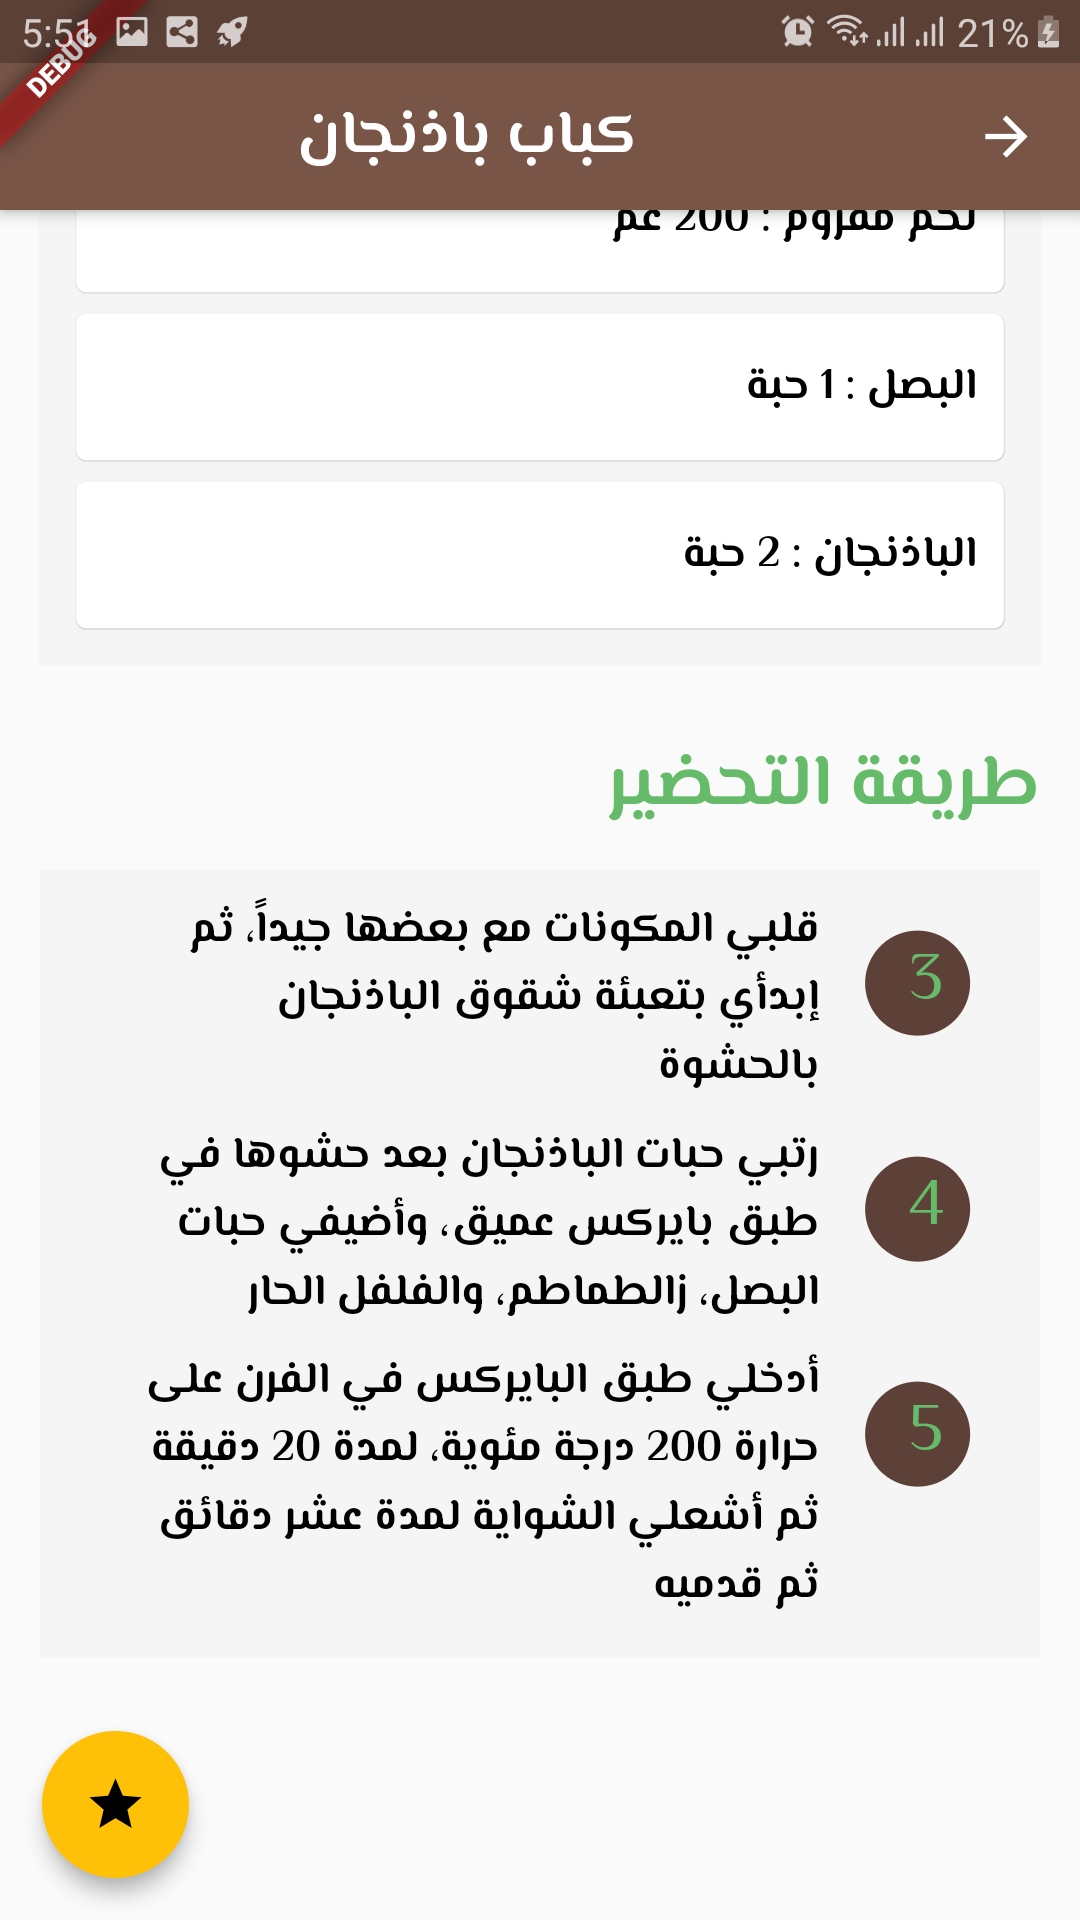 5:51
21%
DEBUG
كباب باذنجان
لحم مفروم : 200 غم
البصل : 1 حبة
الباذنجان : 2 حبة
طريقة التحضير
3
قلبي المكونات مع بعضها جيداً، ثم
إبدأي بتعبئة شقوق الباذنجان
بالحشوة
4
رتبي حبات الباذنجان بعد حشوها في
طبق بايركس عميق، وأضيفي حبات
البصل، زالطماطم، والفلفل الحار
5
أدخلي طبق البايركس في الفرن على
حرارة 200 درجة مئوية، لمدة 20 دقيقة
ثم أشعلي الشواية لمدة عشر دقائق
ثم قدميه